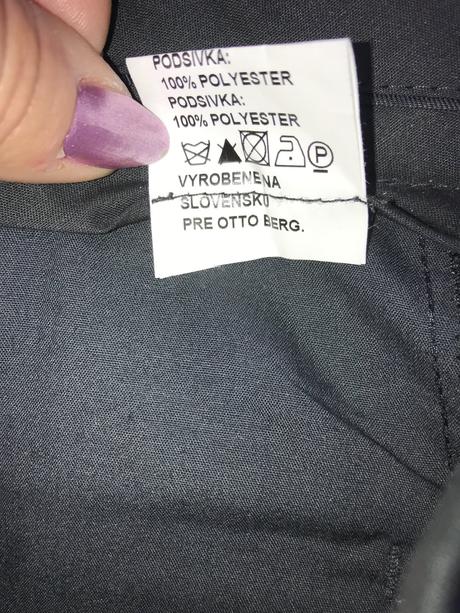 PODSIVKA:
100% POLYESTER
PODSIVKA:
100% POLYESTER
P
VYROBENENA
SLOVENSKU
PRE OTTO BERG.